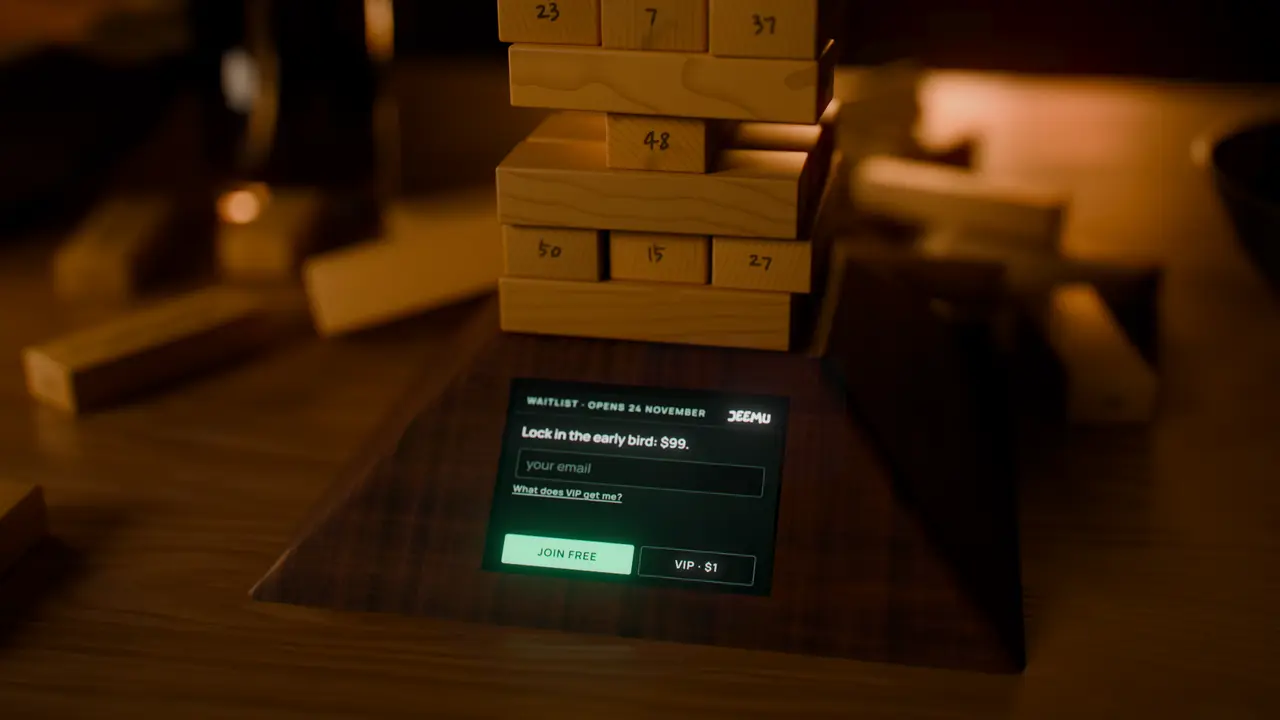 23 7 37
48
50 15 27
WAITLIST · OPENS 24 NOVEMBER JEEMU
Lock in the early bird: $99.
your email
What does VIP get me?
JOIN FREE VIP · $1